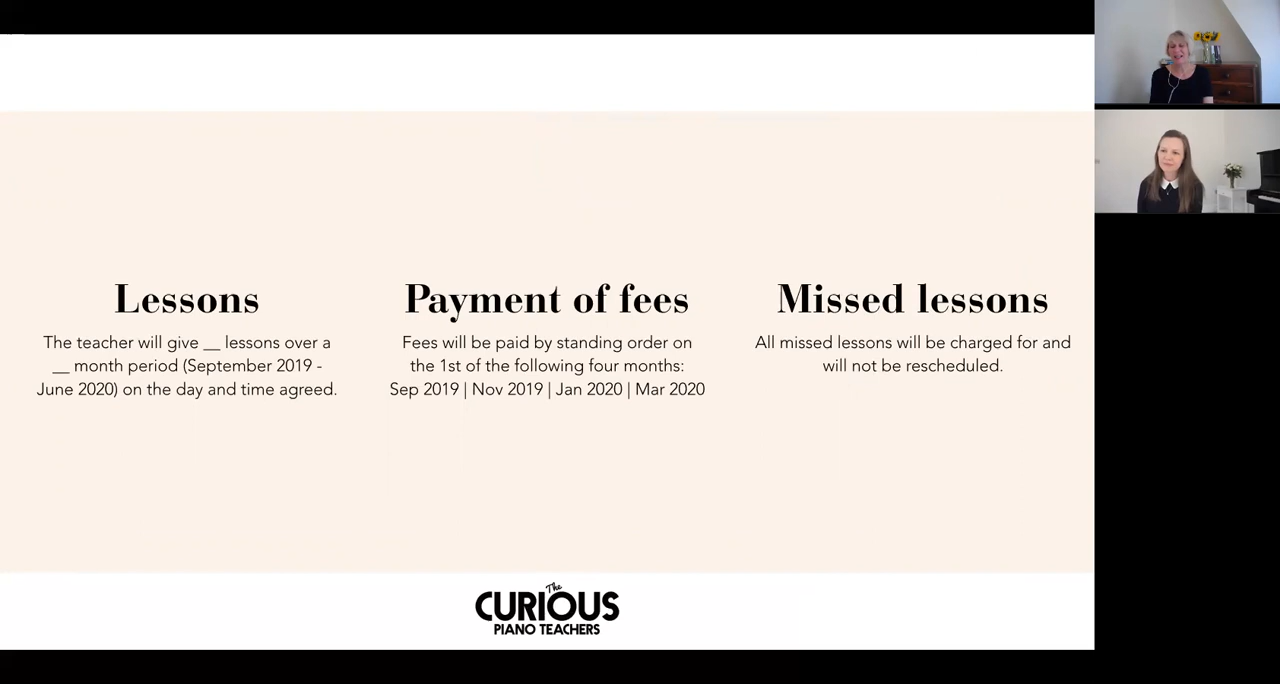 Lessons
The teacher will give __ lessons over a
__ month period (September 2019 -
June 2020) on the day and time agreed.
Payment of fees
Fees will be paid by standing order on
the 1st of the following four months:
Sep 2019 | Nov 2019 | Jan 2020 | Mar 2020
Missed lessons
All missed lessons will be charged for and
will not be rescheduled.
The
CURIOUS
PIANO TEACHERS